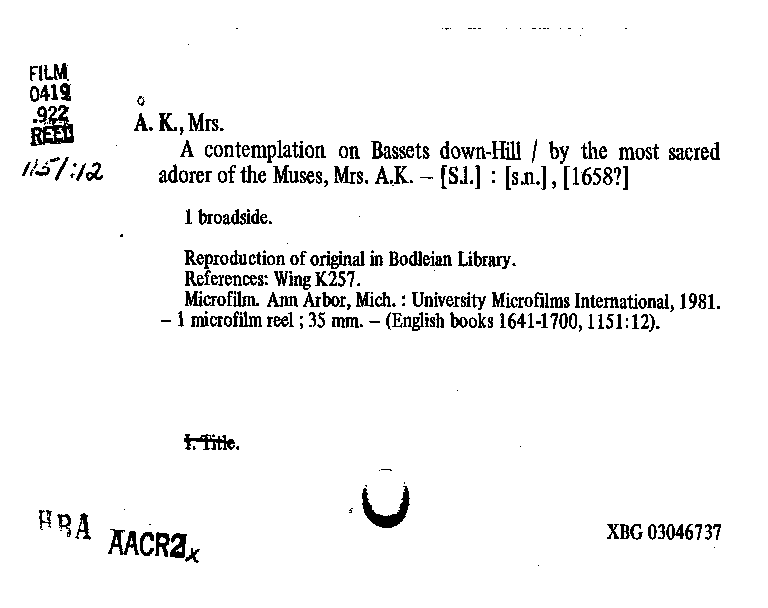 FILM
0419
.922
REED
1151:12
A. K., Mrs.
A contemplation on Bassets down-Hill / by the most sacred
adorer of the Muses, Mrs. A.K. – [S.l.] : [s.n.], [1658?]
1 broadside.
Reproduction of original in Bodleian Library.
References: Wing K257.
Microfilm. Ann Arbor, Mich. : University Microfilms International, 1981.
– 1 microfilm reel ; 35 mm. – (English books 1641-1700, 1151:12).
I. Title.
HBA AACR2x
XBG 03046737